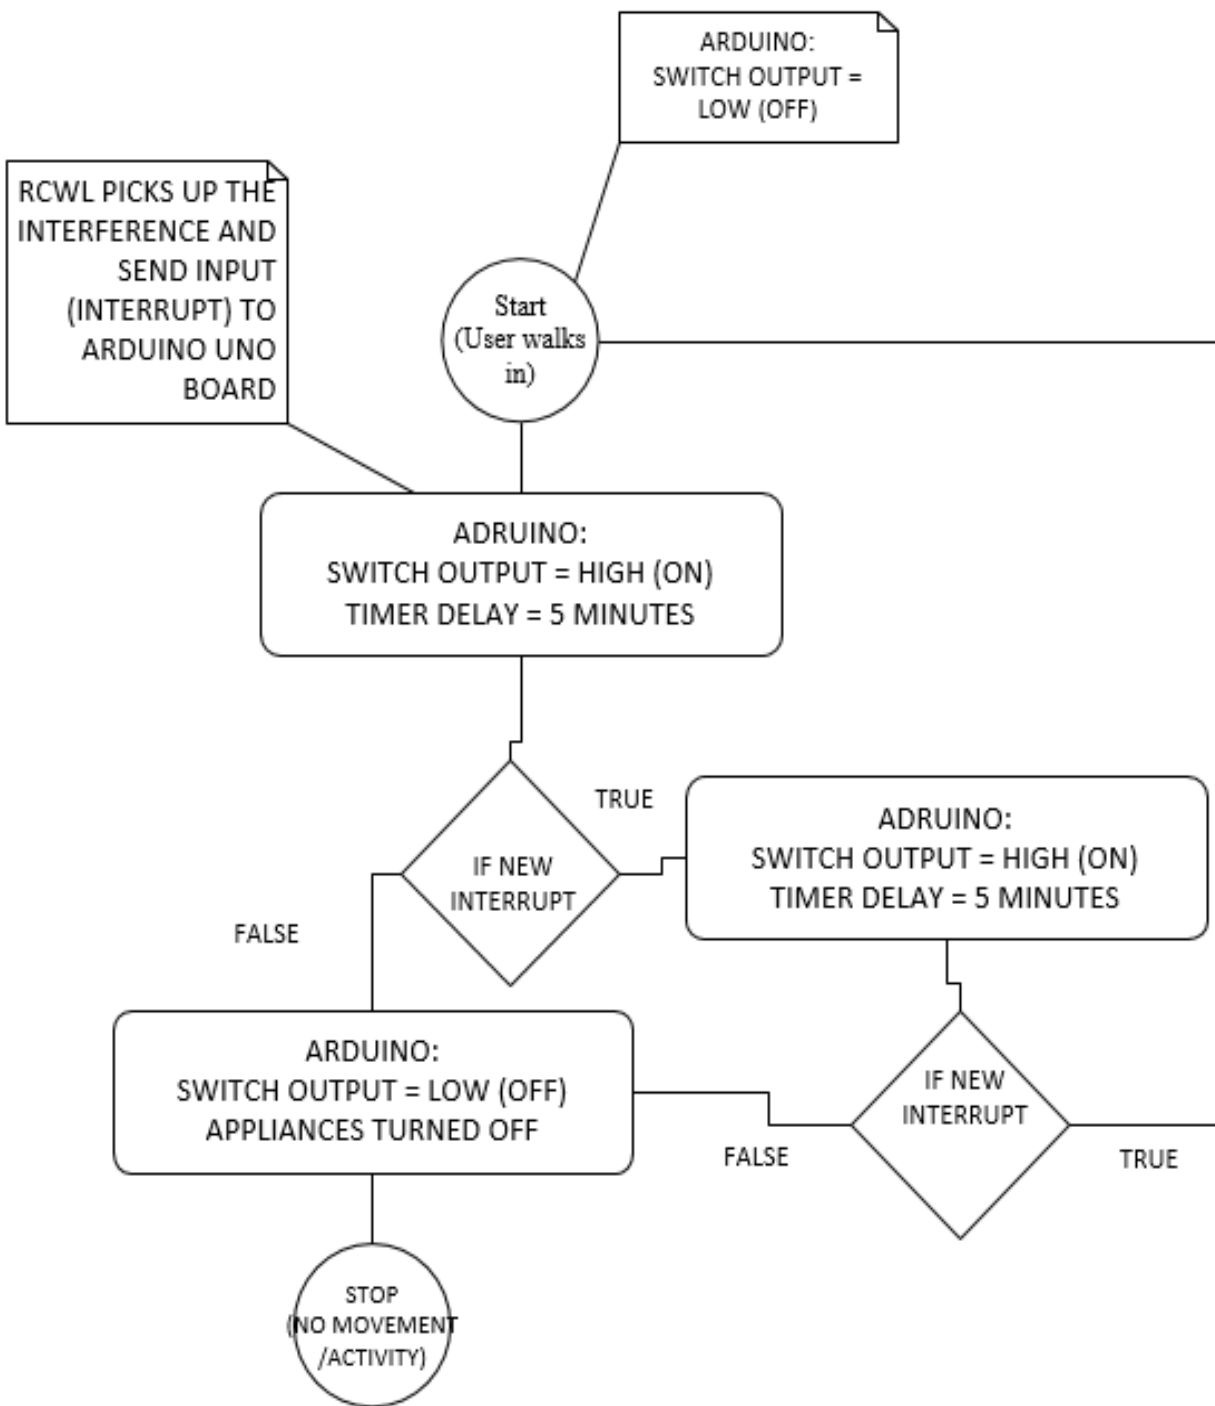 ARDUINO:
SWITCH OUTPUT =
LOW (OFF)
RCWL PICKS UP THE
INTERFERENCE AND
SEND INPUT
(INTERRUPT) TO
ARDUINO UNO
BOARD
Start
(User walks
in)
ADRUINO:
SWITCH OUTPUT = HIGH (ON)
TIMER DELAY = 5 MINUTES
TRUE
IF NEW
INTERRUPT
FALSE
ADRUINO:
SWITCH OUTPUT = HIGH (ON)
TIMER DELAY = 5 MINUTES
ARDUINO:
SWITCH OUTPUT = LOW (OFF)
APPLIANCES TURNED OFF
IF NEW
INTERRUPT
FALSE
TRUE
STOP
(NO MOVEMENT
/ACTIVITY)